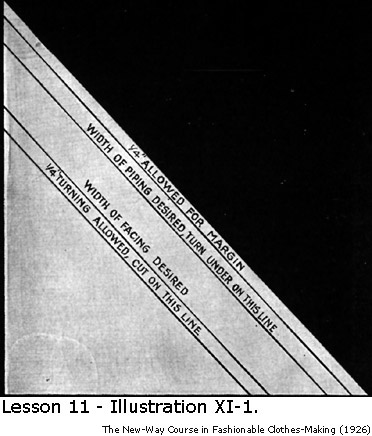 1/4" ALLOWED FOR MARGIN
WIDTH OF PIPING DESIRED, TURN UNDER ON THIS LINE
WIDTH OF FACING DESIRED
1/4" TURNING ALLOWED, CUT ON THIS LINE
Lesson 11 - Illustration XI-1.
The New-Way Course in Fashionable Clothes-Making (1926)